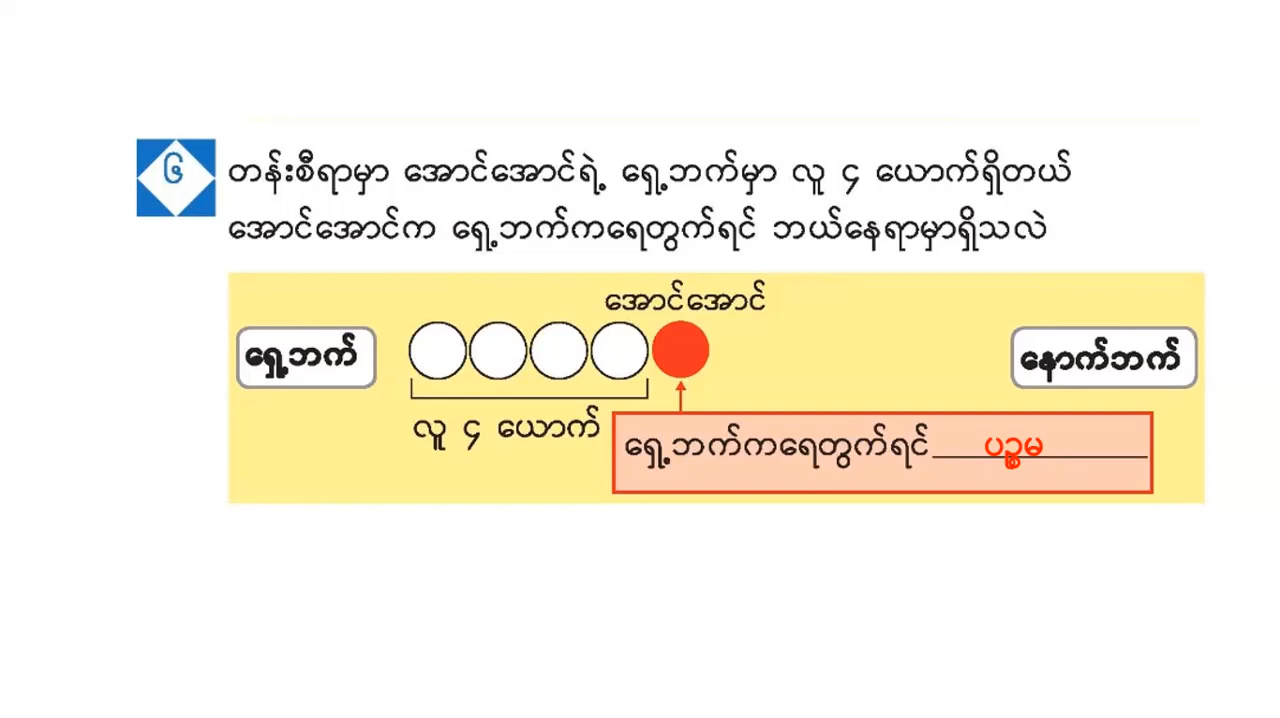 ၆ တန်းစီရာမှာ အောင်အောင်ရဲ့ ရှေ့ဘက်မှာ လူ ၄ ယောက်ရှိတယ်
အောင်အောင်က ရှေ့ဘက်ကရေတွက်ရင် ဘယ်နေရာမှာရှိသလဲ
အောင်အောင်
ရှေ့ဘက်
နောက်ဘက်
လူ ၄ ယောက်
ရှေ့ဘက်ကရေတွက်ရင် ပဉ္စမ